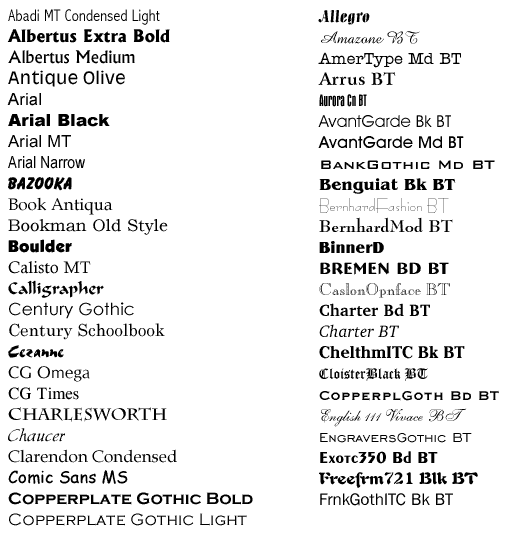 Abadi MT Condensed Light
Albertus Extra Bold
Albertus Medium
Antique Olive
Arial
Arial Black
Arial MT
Arial Narrow
BAZOOKA
Book Antiqua
Bookman Old Style
Boulder
Calisto MT
Calligrapher
Century Gothic
Century Schoolbook
Cezanne
CG Omega
CG Times
CHARLESWORTH
Chaucer
Clarendon Condensed
Comic Sans MS
Copperplate Gothic Bold
Copperplate Gothic Light
Allegro
Amazone BT
AmerType Md BT
Arrus BT
Aurora Cn BT
AvantGarde Bk BT
AvantGarde Md BT
BankGothic Md BT
Benguiat Bk BT
BernhardFashion BT
BernhardMod BT
BinnerD
BREMEN BD BT
CaslonOpnface BT
Charter Bd BT
Charter BT
ChelthmITC Bk BT
CloisterBlack BT
CopperplGoth Bd BT
English 111 Vivace BT
EngraversGothic BT
Exotc350 Bd BT
Freefrm721 Blk BT
FrnkGothITC Bk BT